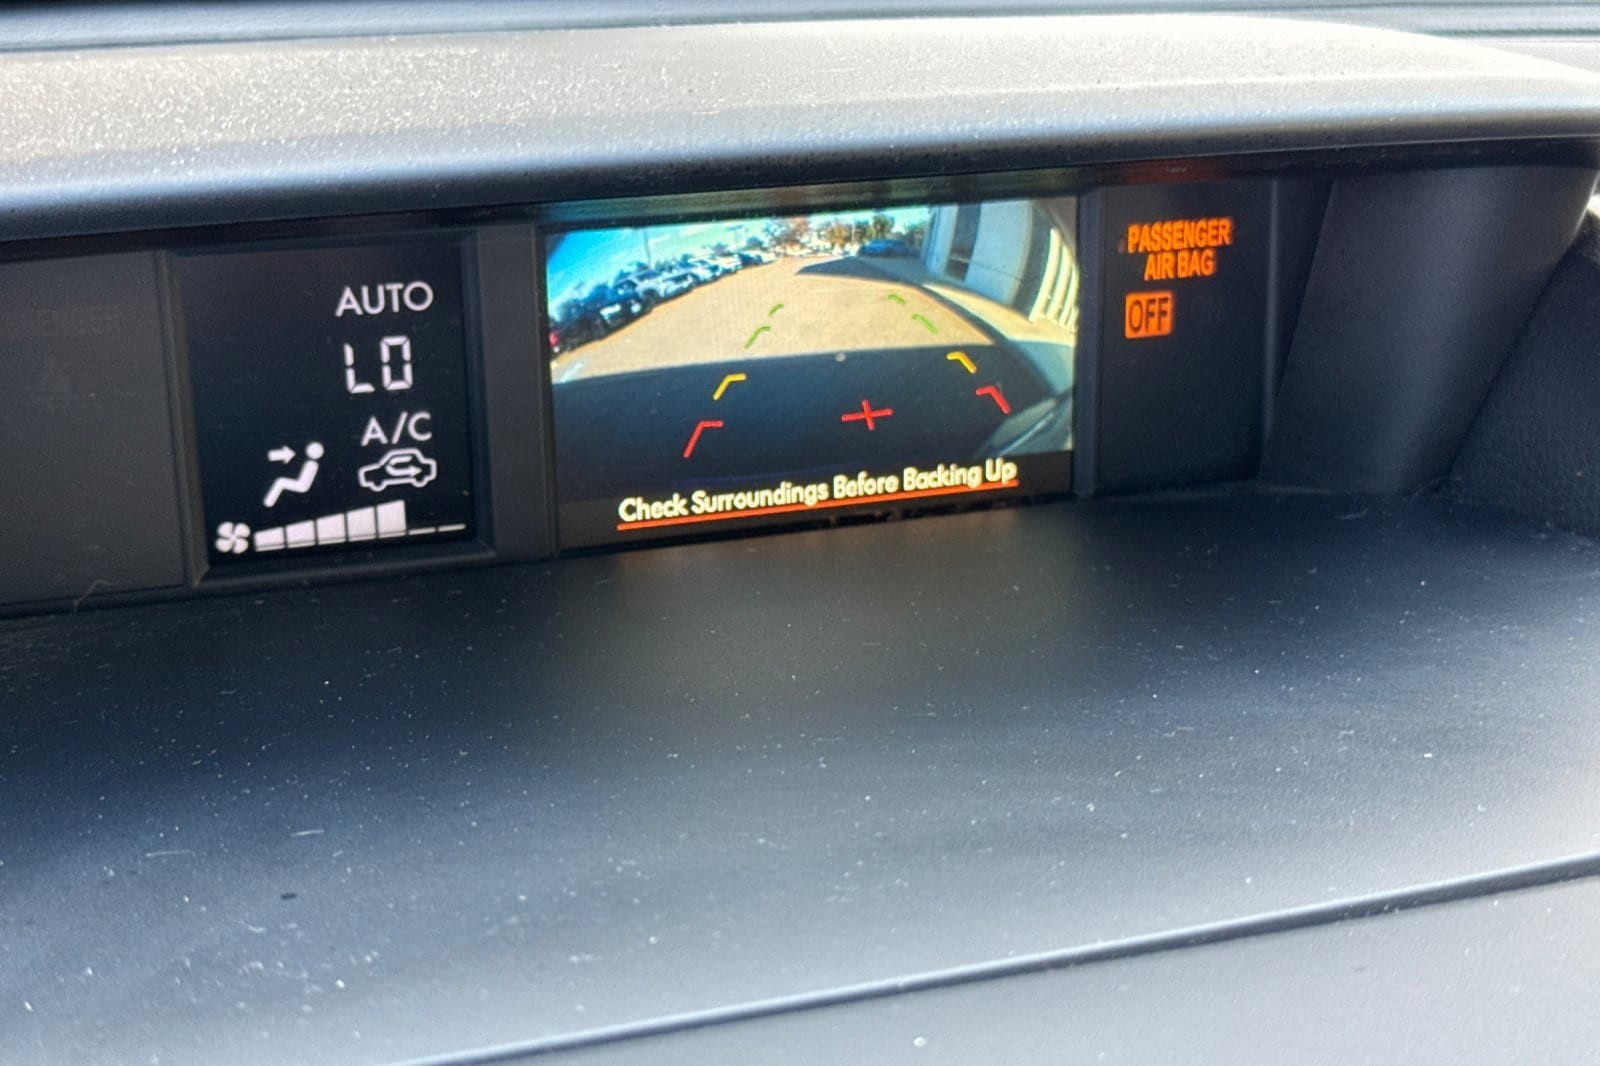 AUTO
LO
A/C
Check Surroundings Before Backing Up
PASSENGER
AIR BAG
OFF